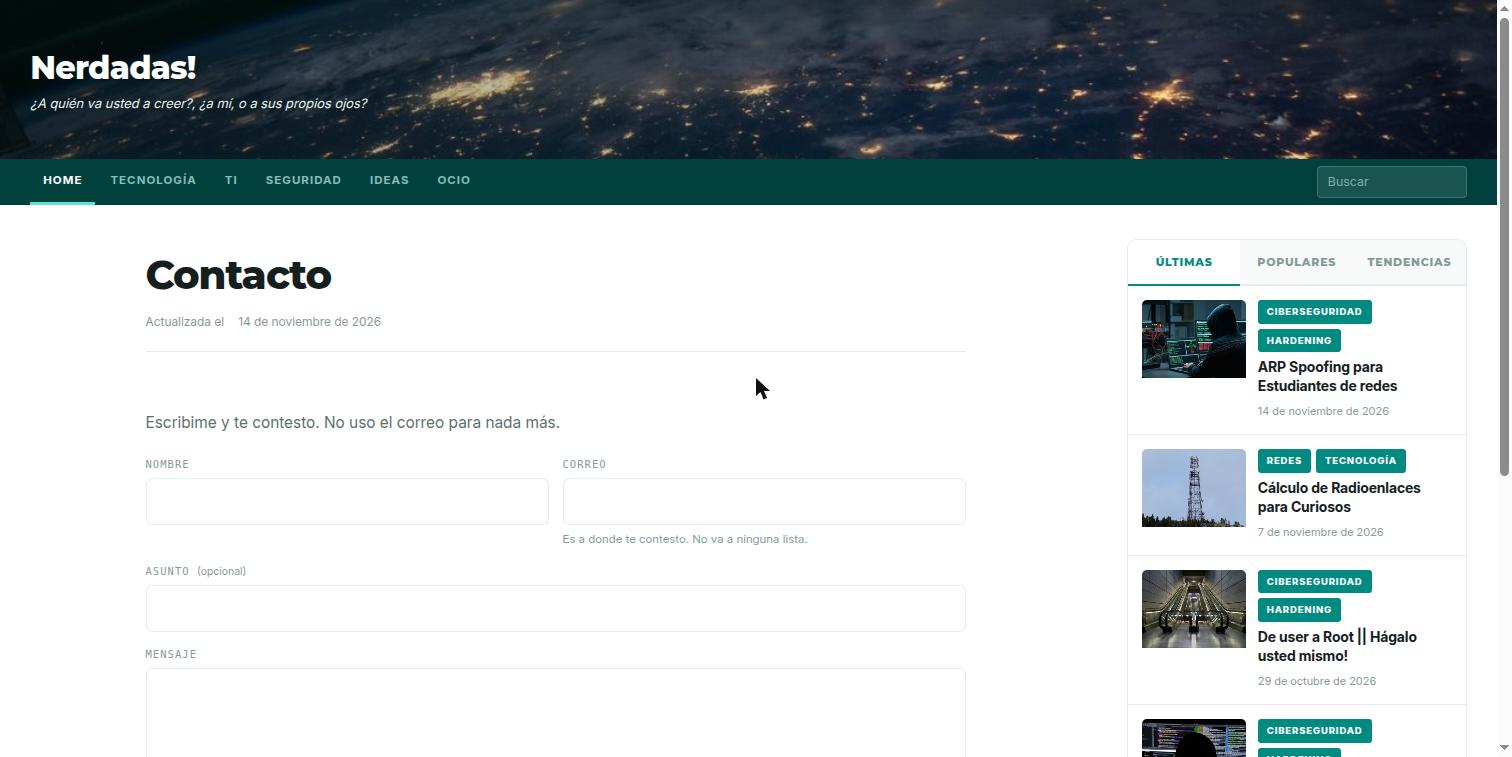 Nerdadas!
¿A quién va usted a creer?, ¿a mí, o a sus propios ojos?
HOME TECNOLOGÍA TI SEGURIDAD IDEAS OCIO Buscar
Contacto
Actualizada el 14 de noviembre de 2026
Escribime y te contesto. No uso el correo para nada más.
NOMBRE CORREO
Es a donde te contesto. No va a ninguna lista.
ASUNTO (opcional)
MENSAJE
ÚLTIMAS POPULARES TENDENCIAS
CIBERSEGURIDAD
HARDENING
ARP Spoofing para
Estudiantes de redes
14 de noviembre de 2026
REDES TECNOLOGÍA
Cálculo de Radioenlaces
para Curiosos
7 de noviembre de 2026
CIBERSEGURIDAD
HARDENING
De user a Root || Hágalo
usted mismo!
29 de octubre de 2026
CIBERSEGURIDAD